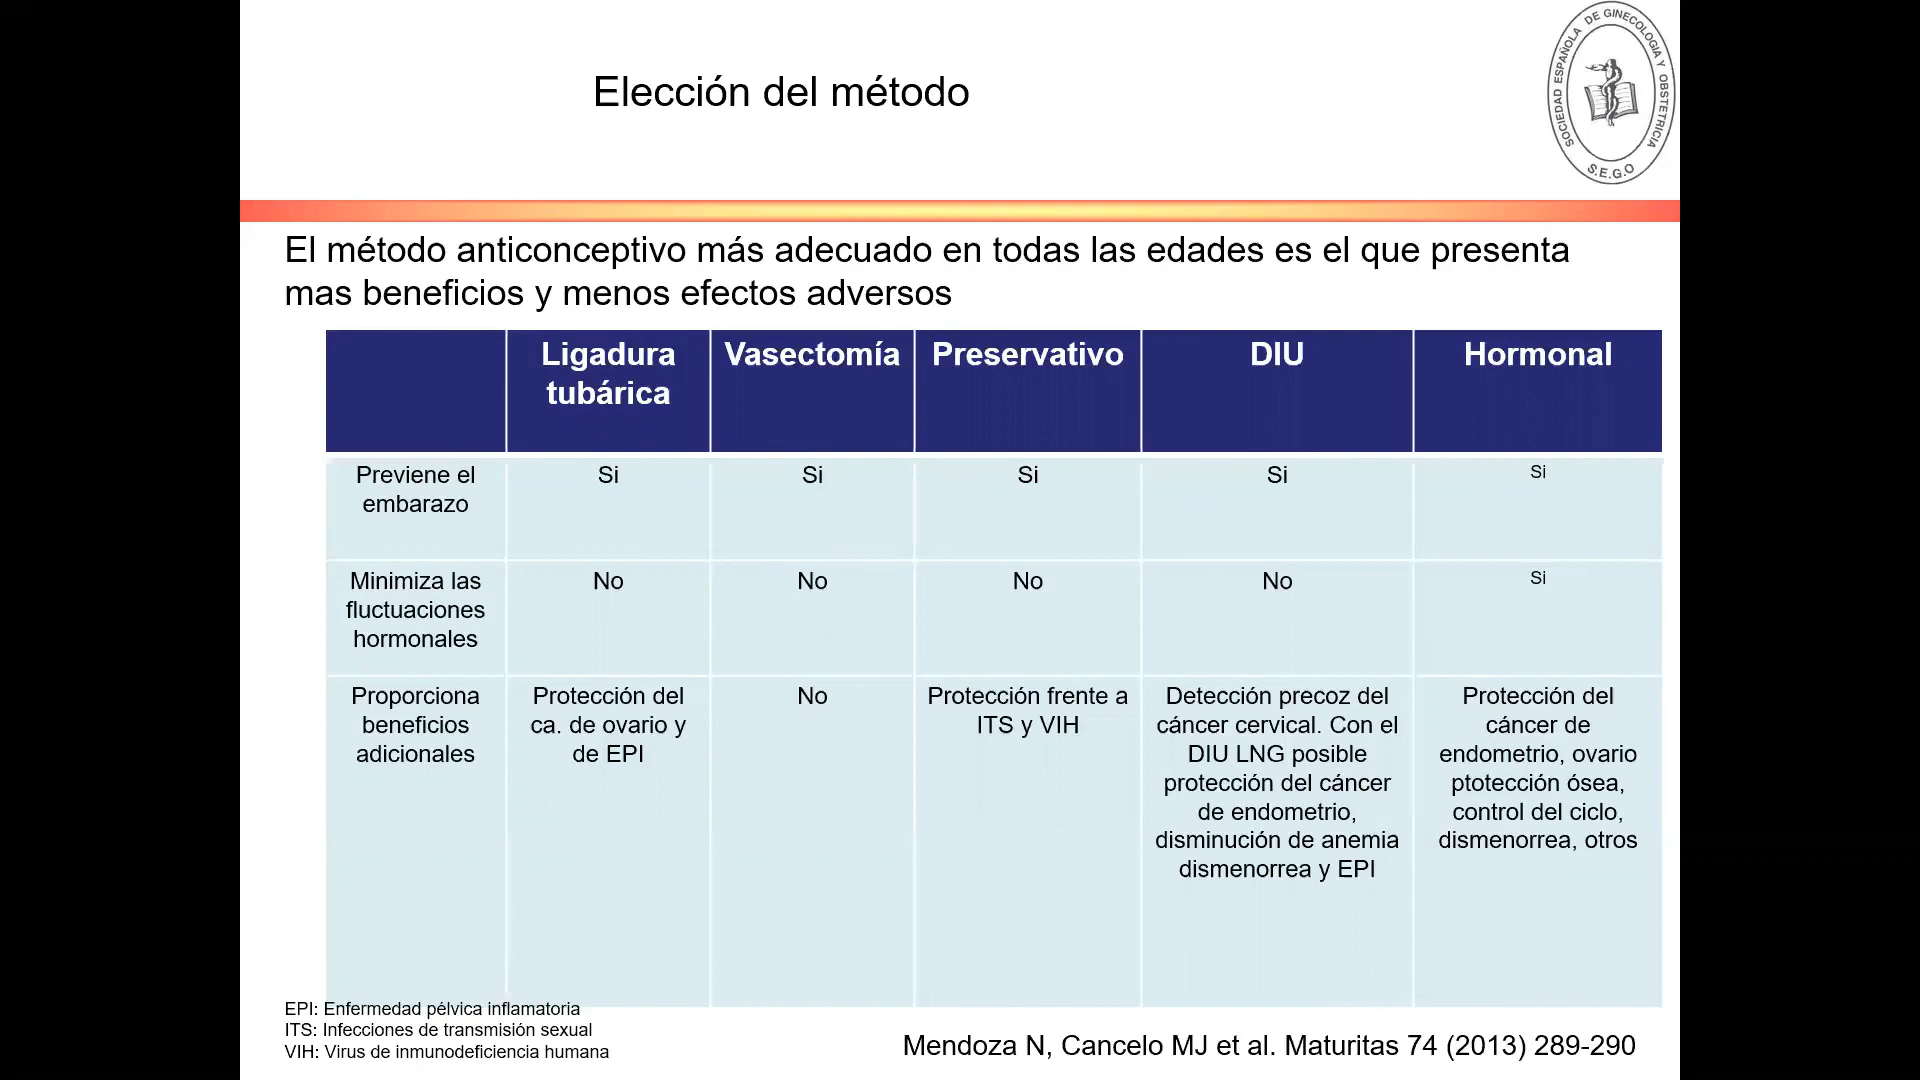 Elección del método
SOCIEDAD ESPAÑOLA DE GINECOLOGIA Y OBSTETRICIA
S.E.G.O
El método anticonceptivo más adecuado en todas las edades es el que presenta
mas beneficios y menos efectos adversos
Ligadura
tubárica
Vasectomía
Preservativo
DIU
Hormonal
Previene el
embarazo
Si
Si
Si
Si
Si
Minimiza las
fluctuaciones
hormonales
No
No
No
No
Si
Proporciona
beneficios
adicionales
Protección del
ca. de ovario y
de EPI
No
Protección frente a
ITS y VIH
Detección precoz del
cáncer cervical. Con el
DIU LNG posible
protección del cáncer
de endometrio,
disminución de anemia
dismenorrea y EPI
Protección del
cáncer de
endometrio, ovario
ptotección ósea,
control del ciclo,
dismenorrea, otros
EPI: Enfermedad pélvica inflamatoria
ITS: Infecciones de transmisión sexual
VIH: Virus de inmunodeficiencia humana
Mendoza N, Cancelo MJ et al. Maturitas 74 (2013) 289-290